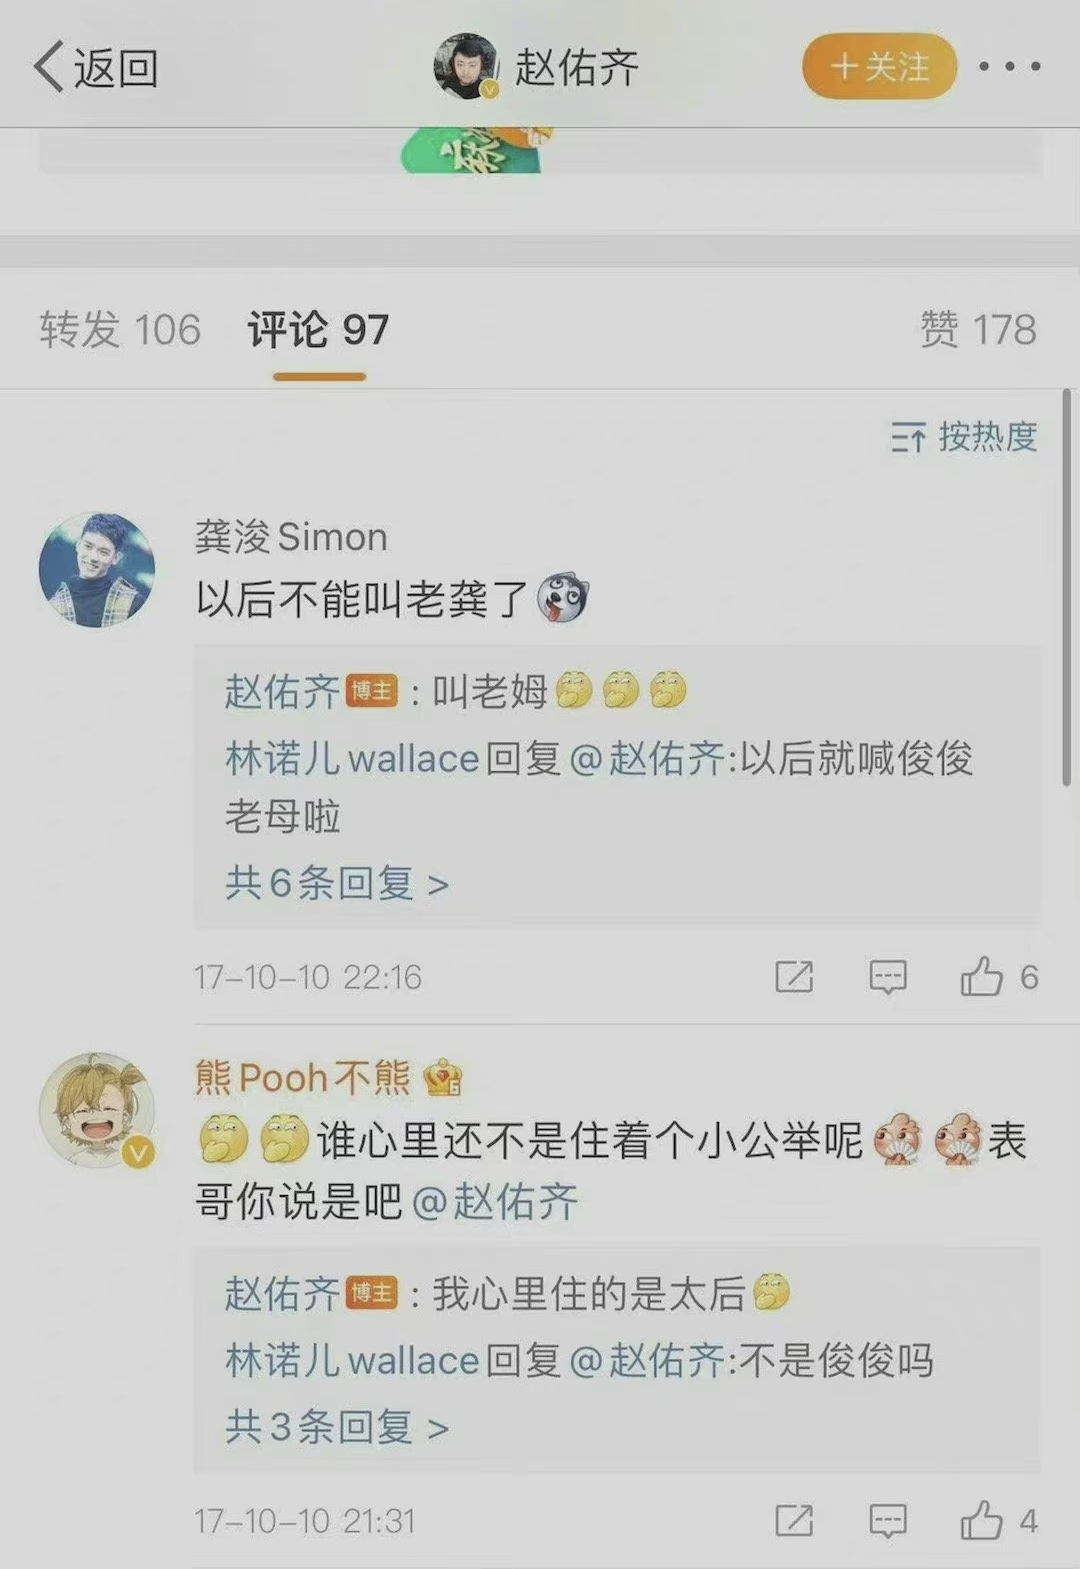 返回
赵佑齐
+关注
转发 106
评论 97
赞 178
按热度
龚浚Simon
以后不能叫老龚了
赵佑齐 博主 : 叫老姆
林诺儿wallace回复@赵佑齐:以后就喊俊俊
老母啦
共6条回复 >
17-10-10 22:16
6
熊Pooh不熊 6
谁心里还不是住着个小公举呢 表
哥你说是吧@赵佑齐
赵佑齐 博主 : 我心里住的是太后
林诺儿wallace回复@赵佑齐:不是俊俊吗
共3条回复 >
17-10-10 21:31
4